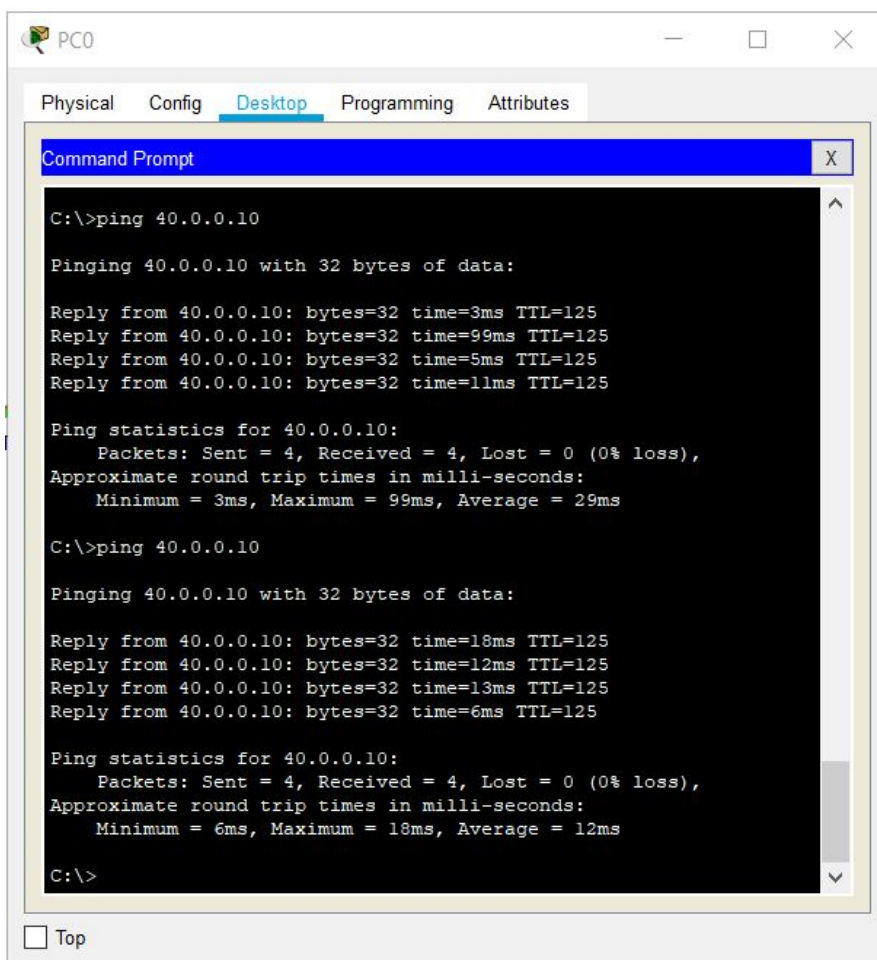 PC0
Physical Config Desktop Programming Attributes
Command Prompt X
C:\>ping 40.0.0.10
Pinging 40.0.0.10 with 32 bytes of data:
Reply from 40.0.0.10: bytes=32 time=3ms TTL=125
Reply from 40.0.0.10: bytes=32 time=99ms TTL=125
Reply from 40.0.0.10: bytes=32 time=5ms TTL=125
Reply from 40.0.0.10: bytes=32 time=11ms TTL=125
Ping statistics for 40.0.0.10:
    Packets: Sent = 4, Received = 4, Lost = 0 (0% loss),
Approximate round trip times in milli-seconds:
    Minimum = 3ms, Maximum = 99ms, Average = 29ms
C:\>ping 40.0.0.10
Pinging 40.0.0.10 with 32 bytes of data:
Reply from 40.0.0.10: bytes=32 time=18ms TTL=125
Reply from 40.0.0.10: bytes=32 time=12ms TTL=125
Reply from 40.0.0.10: bytes=32 time=13ms TTL=125
Reply from 40.0.0.10: bytes=32 time=6ms TTL=125
Ping statistics for 40.0.0.10:
    Packets: Sent = 4, Received = 4, Lost = 0 (0% loss),
Approximate round trip times in milli-seconds:
    Minimum = 6ms, Maximum = 18ms, Average = 12ms
C:\>
Top